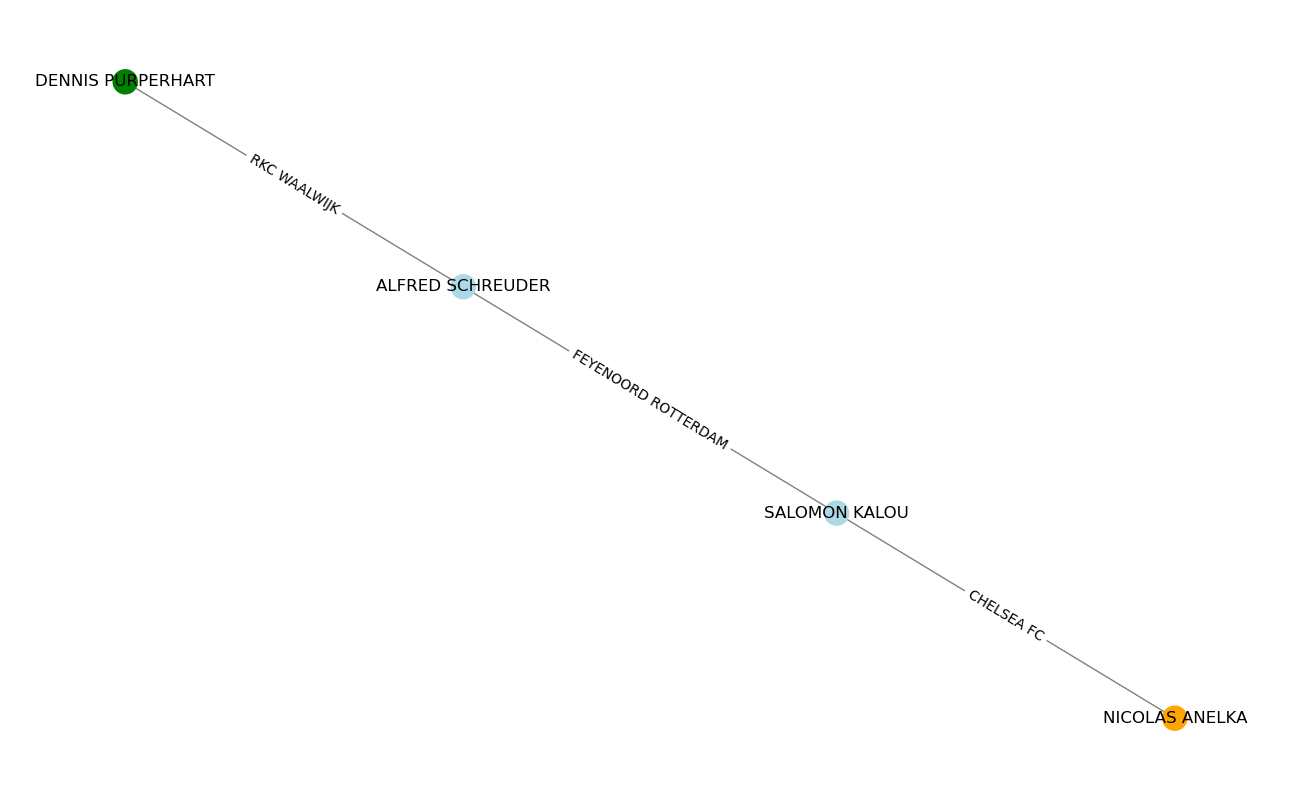 DENNIS PURPERHART
RKC WAALWIJK
ALFRED SCHREUDER
FEYENOORD ROTTERDAM
SALOMON KALOU
CHELSEA FC
NICOLAS ANELKA